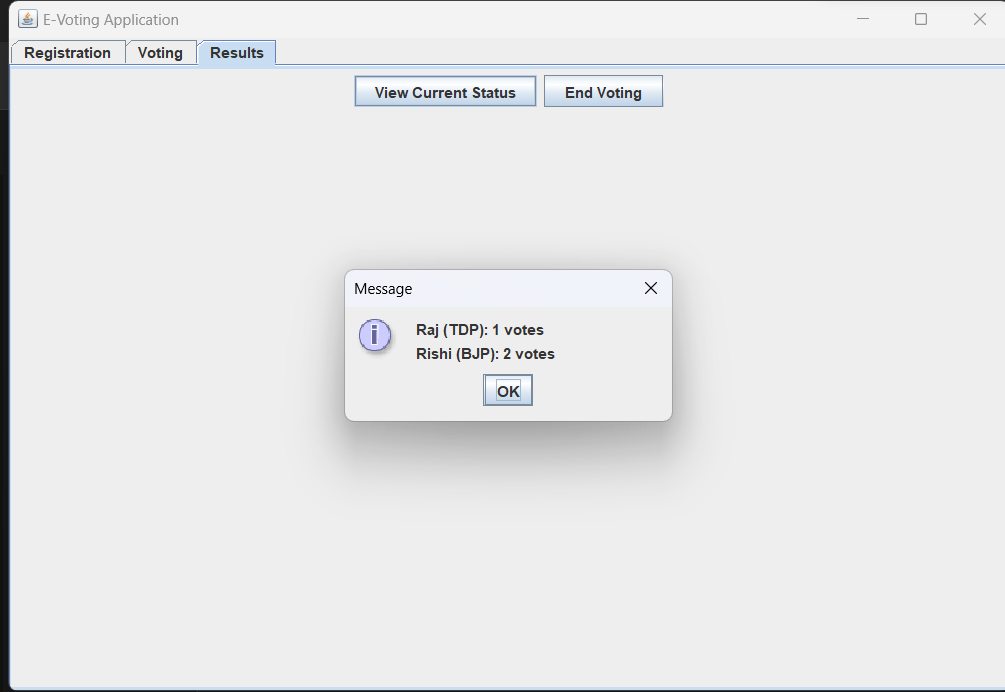 E-Voting Application
Registration Voting Results
View Current Status End Voting
Message
i
Raj (TDP): 1 votes
Rishi (BJP): 2 votes
OK